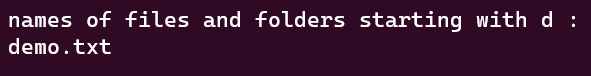 names of files and folders starting with d :
demo.txt